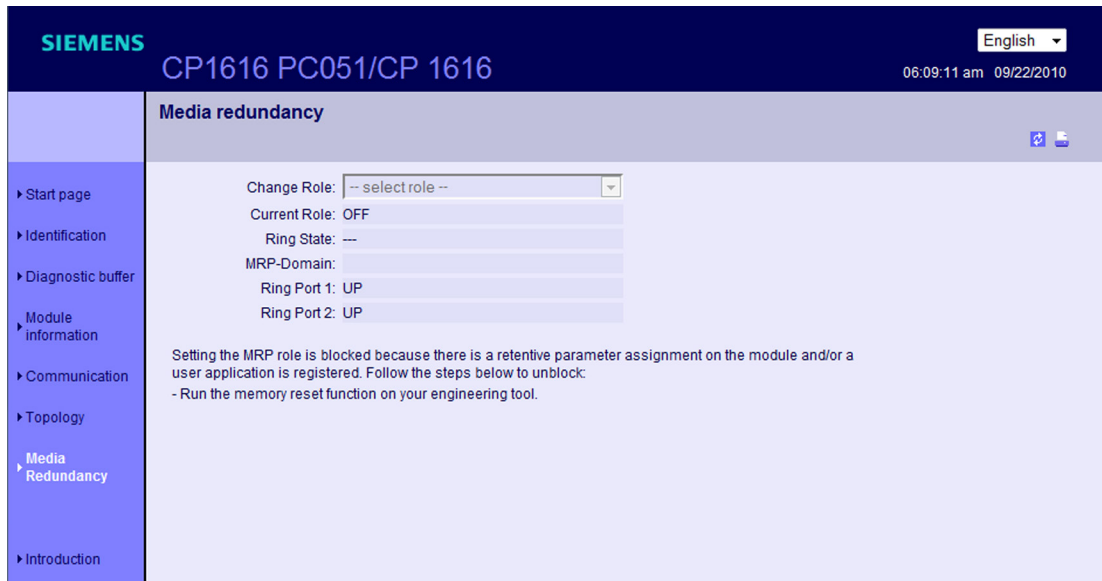 SIEMENS
English
CP1616 PC051/CP 1616
06:09:11 am 09/22/2010
Media redundancy
Start page
Identification
Diagnostic buffer
Module
information
Communication
Topology
Media
Redundancy
Introduction
Change Role: -- select role --
Current Role: OFF
Ring State: ---
MRP-Domain:
Ring Port 1: UP
Ring Port 2: UP
Setting the MRP role is blocked because there is a retentive parameter assignment on the module and/or a
user application is registered. Follow the steps below to unblock:
- Run the memory reset function on your engineering tool.